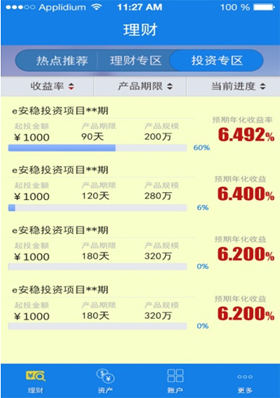 Applidium 11:27 AM 100 %
理财
热点推荐 理财专区 投资专区
收益率 产品期限 当前进度
e安稳投资项目**期
起投金额 产品期限 产品规模 预期年化收益率
¥1000 90天 200万 6.492%
60%
e安稳投资项目**期
起投金额 产品期限 产品规模 预期年化收益
¥1000 120天 280万 6.400%
6%
e安稳投资项目**期
起投金额 产品期限 产品规模 预期年化收益
¥1000 180天 320万 6.200%
0%
e安稳投资项目**期
起投金额 产品期限 产品规模 预期年化收益
¥1000 180天 320万 6.200%
0%
理财 资产 账户 更多